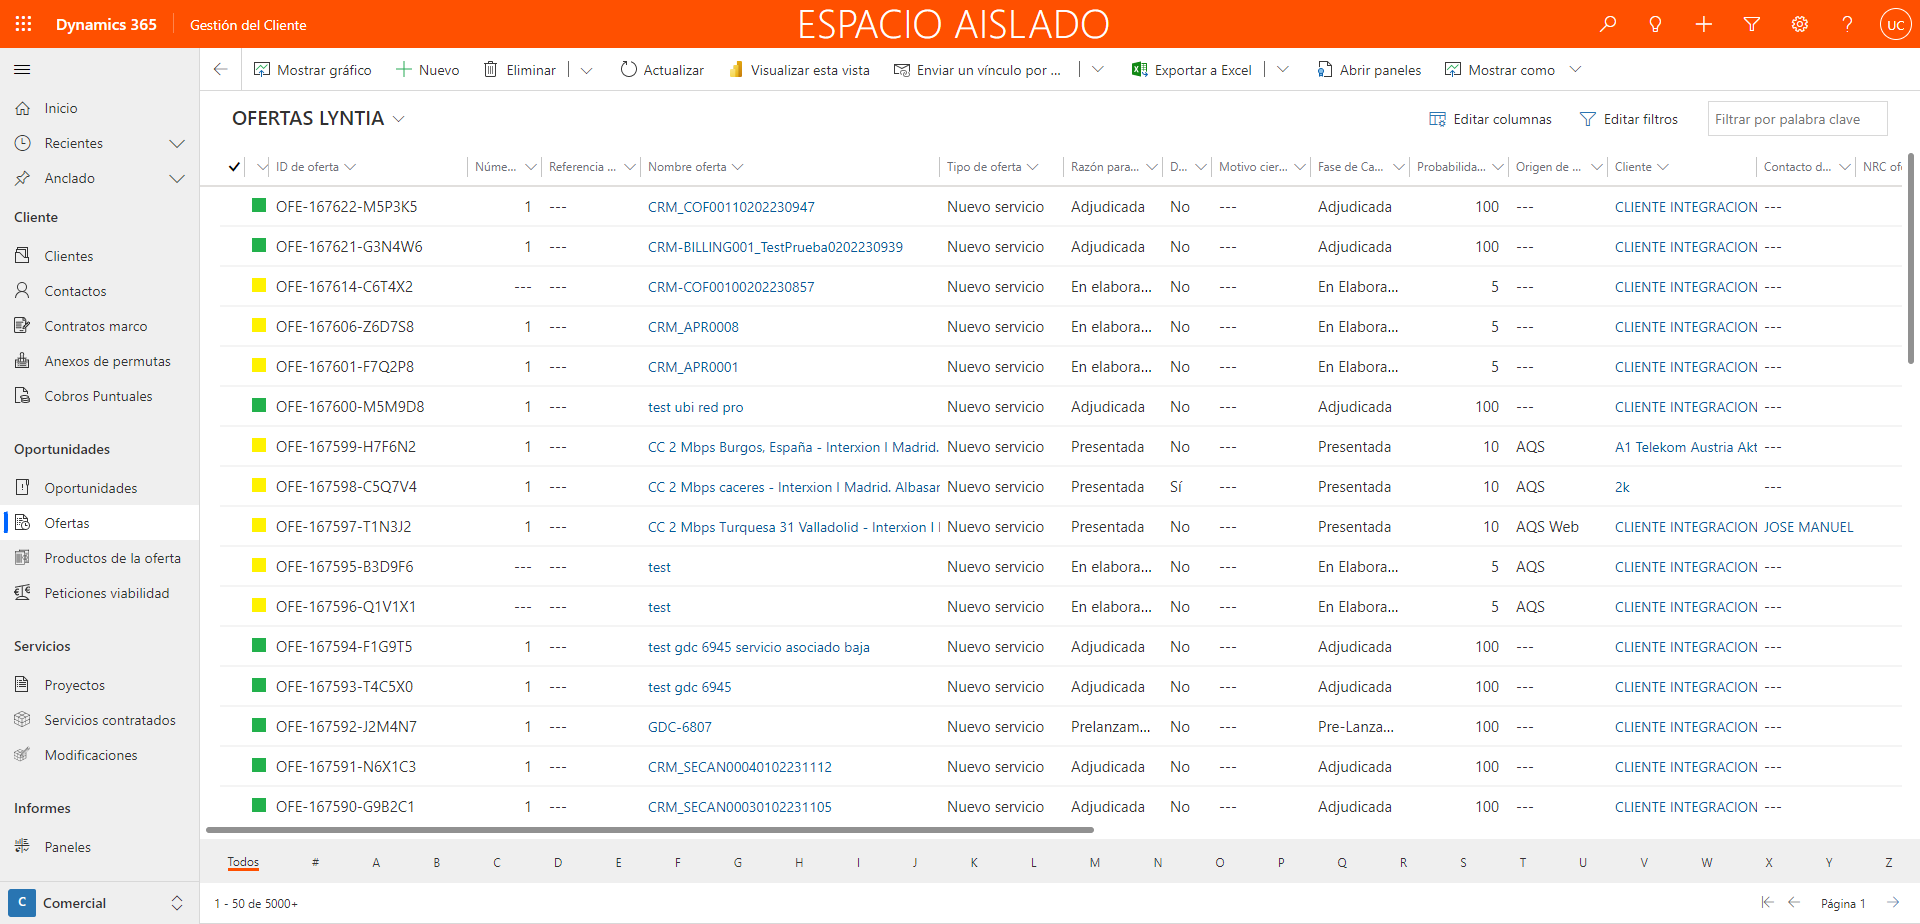 Dynamics 365
Gestión del Cliente
ESPACIO AISLADO
UC
Mostrar gráfico
Nuevo
Eliminar
Actualizar
Visualizar esta vista
Enviar un vínculo por ...
Exportar a Excel
Abrir paneles
Mostrar como
Inicio
Recientes
Anclado
Cliente
Clientes
Contactos
Contratos marco
Anexos de permutas
Cobros Puntuales
Oportunidades
Oportunidades
Ofertas
Productos de la oferta
Peticiones viabilidad
Servicios
Proyectos
Servicios contratados
Modificaciones
Informes
Paneles
C Comercial
OFERTAS LYNTIA
Editar columnas
Editar filtros
Filtrar por palabra clave
ID de oferta Núme... Referencia ... Nombre oferta Tipo de oferta Razón para... D... Motivo cier... Fase de Ca... Probabilida... Origen de ... Cliente Contacto d... NRC of
OFE-167622-M5P3K5 1 --- CRM_COF00110202230947 Nuevo servicio Adjudicada No --- Adjudicada 100 --- CLIENTE INTEGRACION ---
OFE-167621-G3N4W6 1 --- CRM-BILLING001_TestPrueba0202230939 Nuevo servicio Adjudicada No --- Adjudicada 100 --- CLIENTE INTEGRACION ---
OFE-167614-C6T4X2 --- --- CRM-COF00100202230857 Nuevo servicio En elabora... No --- En Elabora... 5 --- CLIENTE INTEGRACION ---
OFE-167606-Z6D7S8 1 --- CRM_APR0008 Nuevo servicio En elabora... No --- En Elabora... 5 --- CLIENTE INTEGRACION ---
OFE-167601-F7Q2P8 1 --- CRM_APR0001 Nuevo servicio En elabora... No --- En Elabora... 5 --- CLIENTE INTEGRACION ---
OFE-167600-M5M9D8 1 --- test ubi red pro Nuevo servicio Adjudicada No --- Adjudicada 100 --- CLIENTE INTEGRACION ---
OFE-167599-H7F6N2 1 --- CC 2 Mbps Burgos, España - Interxion I Madrid. Nuevo servicio Presentada No --- Presentada 10 AQS A1 Telekom Austria Akt ---
OFE-167598-C5Q7V4 1 --- CC 2 Mbps caceres - Interxion I Madrid. Albasar Nuevo servicio Presentada Sí --- Presentada 10 AQS 2k ---
OFE-167597-T1N3J2 1 --- CC 2 Mbps Turquesa 31 Valladolid - Interxion I Nuevo servicio Presentada No --- Presentada 10 AQS Web CLIENTE INTEGRACION JOSE MANUEL
OFE-167595-B3D9F6 --- --- test Nuevo servicio En elabora... No --- En Elabora... 5 AQS CLIENTE INTEGRACION ---
OFE-167596-Q1V1X1 --- --- test Nuevo servicio En elabora... No --- En Elabora... 5 AQS CLIENTE INTEGRACION ---
OFE-167594-F1G9T5 1 --- test gdc 6945 servicio asociado baja Nuevo servicio Adjudicada No --- Adjudicada 100 --- CLIENTE INTEGRACION ---
OFE-167593-T4C5X0 1 --- test gdc 6945 Nuevo servicio Adjudicada No --- Adjudicada 100 --- CLIENTE INTEGRACION ---
OFE-167592-J2M4N7 1 --- GDC-6807 Nuevo servicio Prelanzam... No --- Pre-Lanza... 100 --- CLIENTE INTEGRACION ---
OFE-167591-N6X1C3 1 --- CRM_SECAN00040102231112 Nuevo servicio Adjudicada No --- Adjudicada 100 --- CLIENTE INTEGRACION ---
OFE-167590-G9B2C1 1 --- CRM_SECAN00030102231105 Nuevo servicio Adjudicada No --- Adjudicada 100 --- CLIENTE INTEGRACION ---
Todos # A B C D E F G H I J K L M N O P Q R S T U V W X Y Z
1 - 50 de 5000+
Página 1